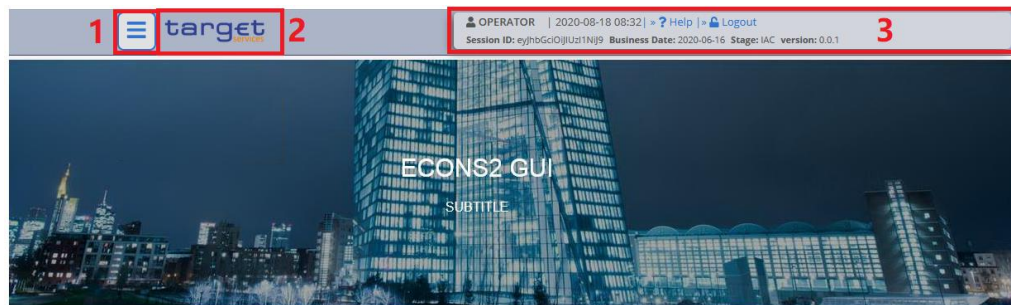 1
target
services
2
OPERATOR | 2020-08-18 08:32| » ? Help |» Logout
Session ID: eyJhbGciOiJIUzI1NiJ9 Business Date: 2020-06-16 Stage: IAC version: 0.0.1
3
ECONS2 GUI
SUBTITLE